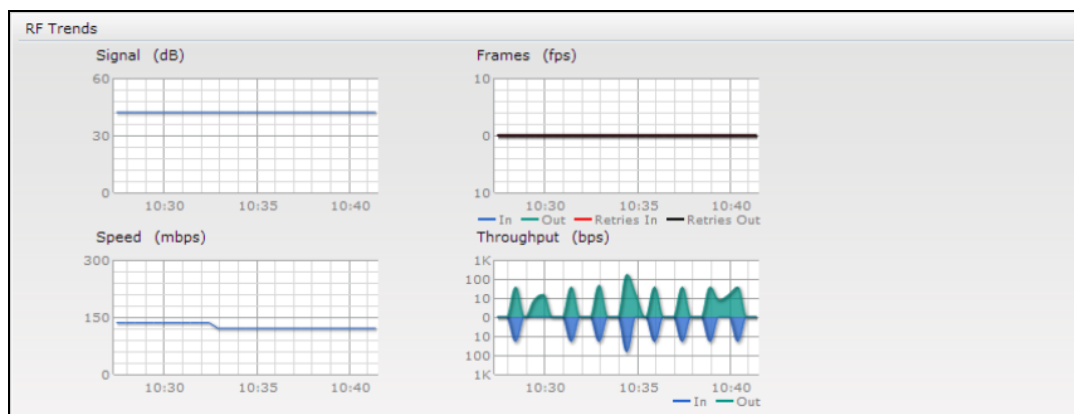 RF Trends
Signal (dB)
60
30
0
10:30 10:35 10:40
Frames (fps)
10
0
10
10:30 10:35 10:40
In Out Retries In Retries Out
Speed (mbps)
300
150
0
10:30 10:35 10:40
Throughput (bps)
1K
100
10
0
10
100
1K
10:30 10:35 10:40
In Out